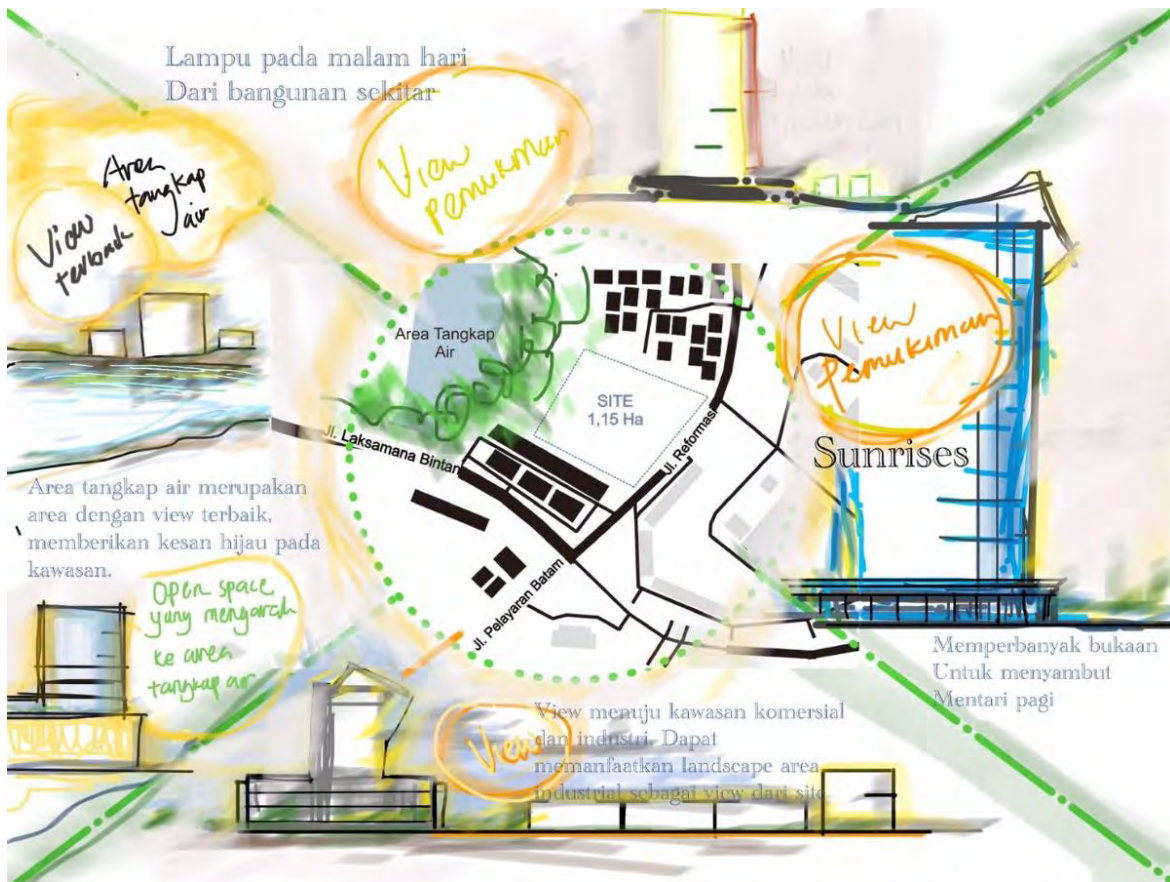 Lampu pada malam hari
Dari bangunan sekitar
View
pemukiman
Area
tangkap
air
View
terbaik
View
pemukiman
Sunrises
Area Tangkap
Air
SITE
1,15 Ha
Jl. Laksamana Bintan
Jl. Reformasi
Jl. Pelayaran Batam
Area tangkap air merupakan
area dengan view terbaik,
memberikan kesan hijau pada
kawasan.
Open space
yang mengarah
ke area
tangkap air
Memperbanyak bukaan
Untuk menyambut
Mentari pagi
View
View menuju kawasan komersial
dan industri. Dapat
memanfaatkan landscape area
industrial sebagai view dari site